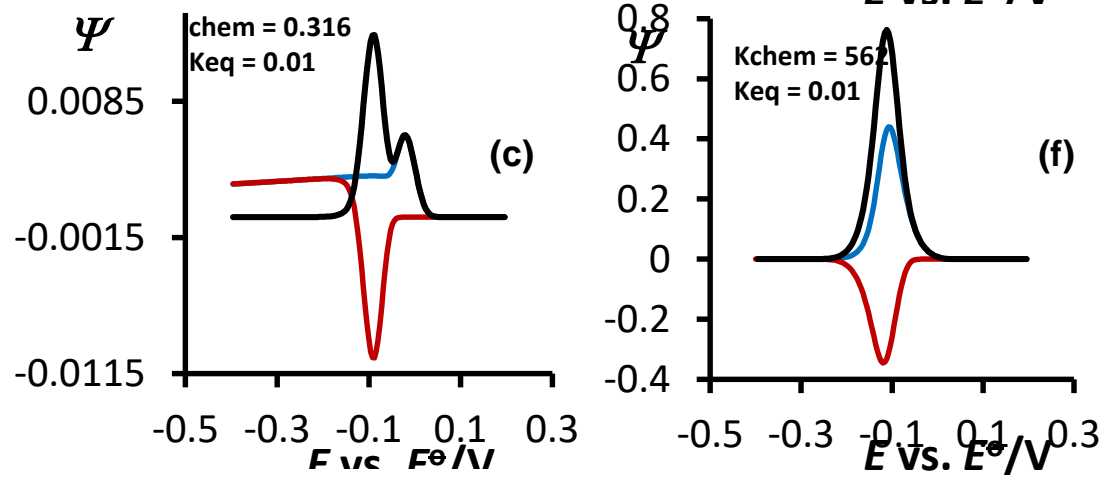 Ψ
chem = 0.316
Keq = 0.01
0.0085
-0.0015
-0.0115
(c)
-0.5 -0.3 -0.1 0.1 0.3
E vs. E⊖/V
Ψ
0.8
0.6
0.4
0.2
0
-0.2
-0.4
Kchem = 562
Keq = 0.01
(f)
-0.5 -0.3 -0.1 0.1 0.3
E vs. E⊖/V